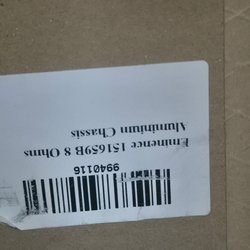 9940116
Eminence 151659B 8 Ohms
Aluminium Chassis